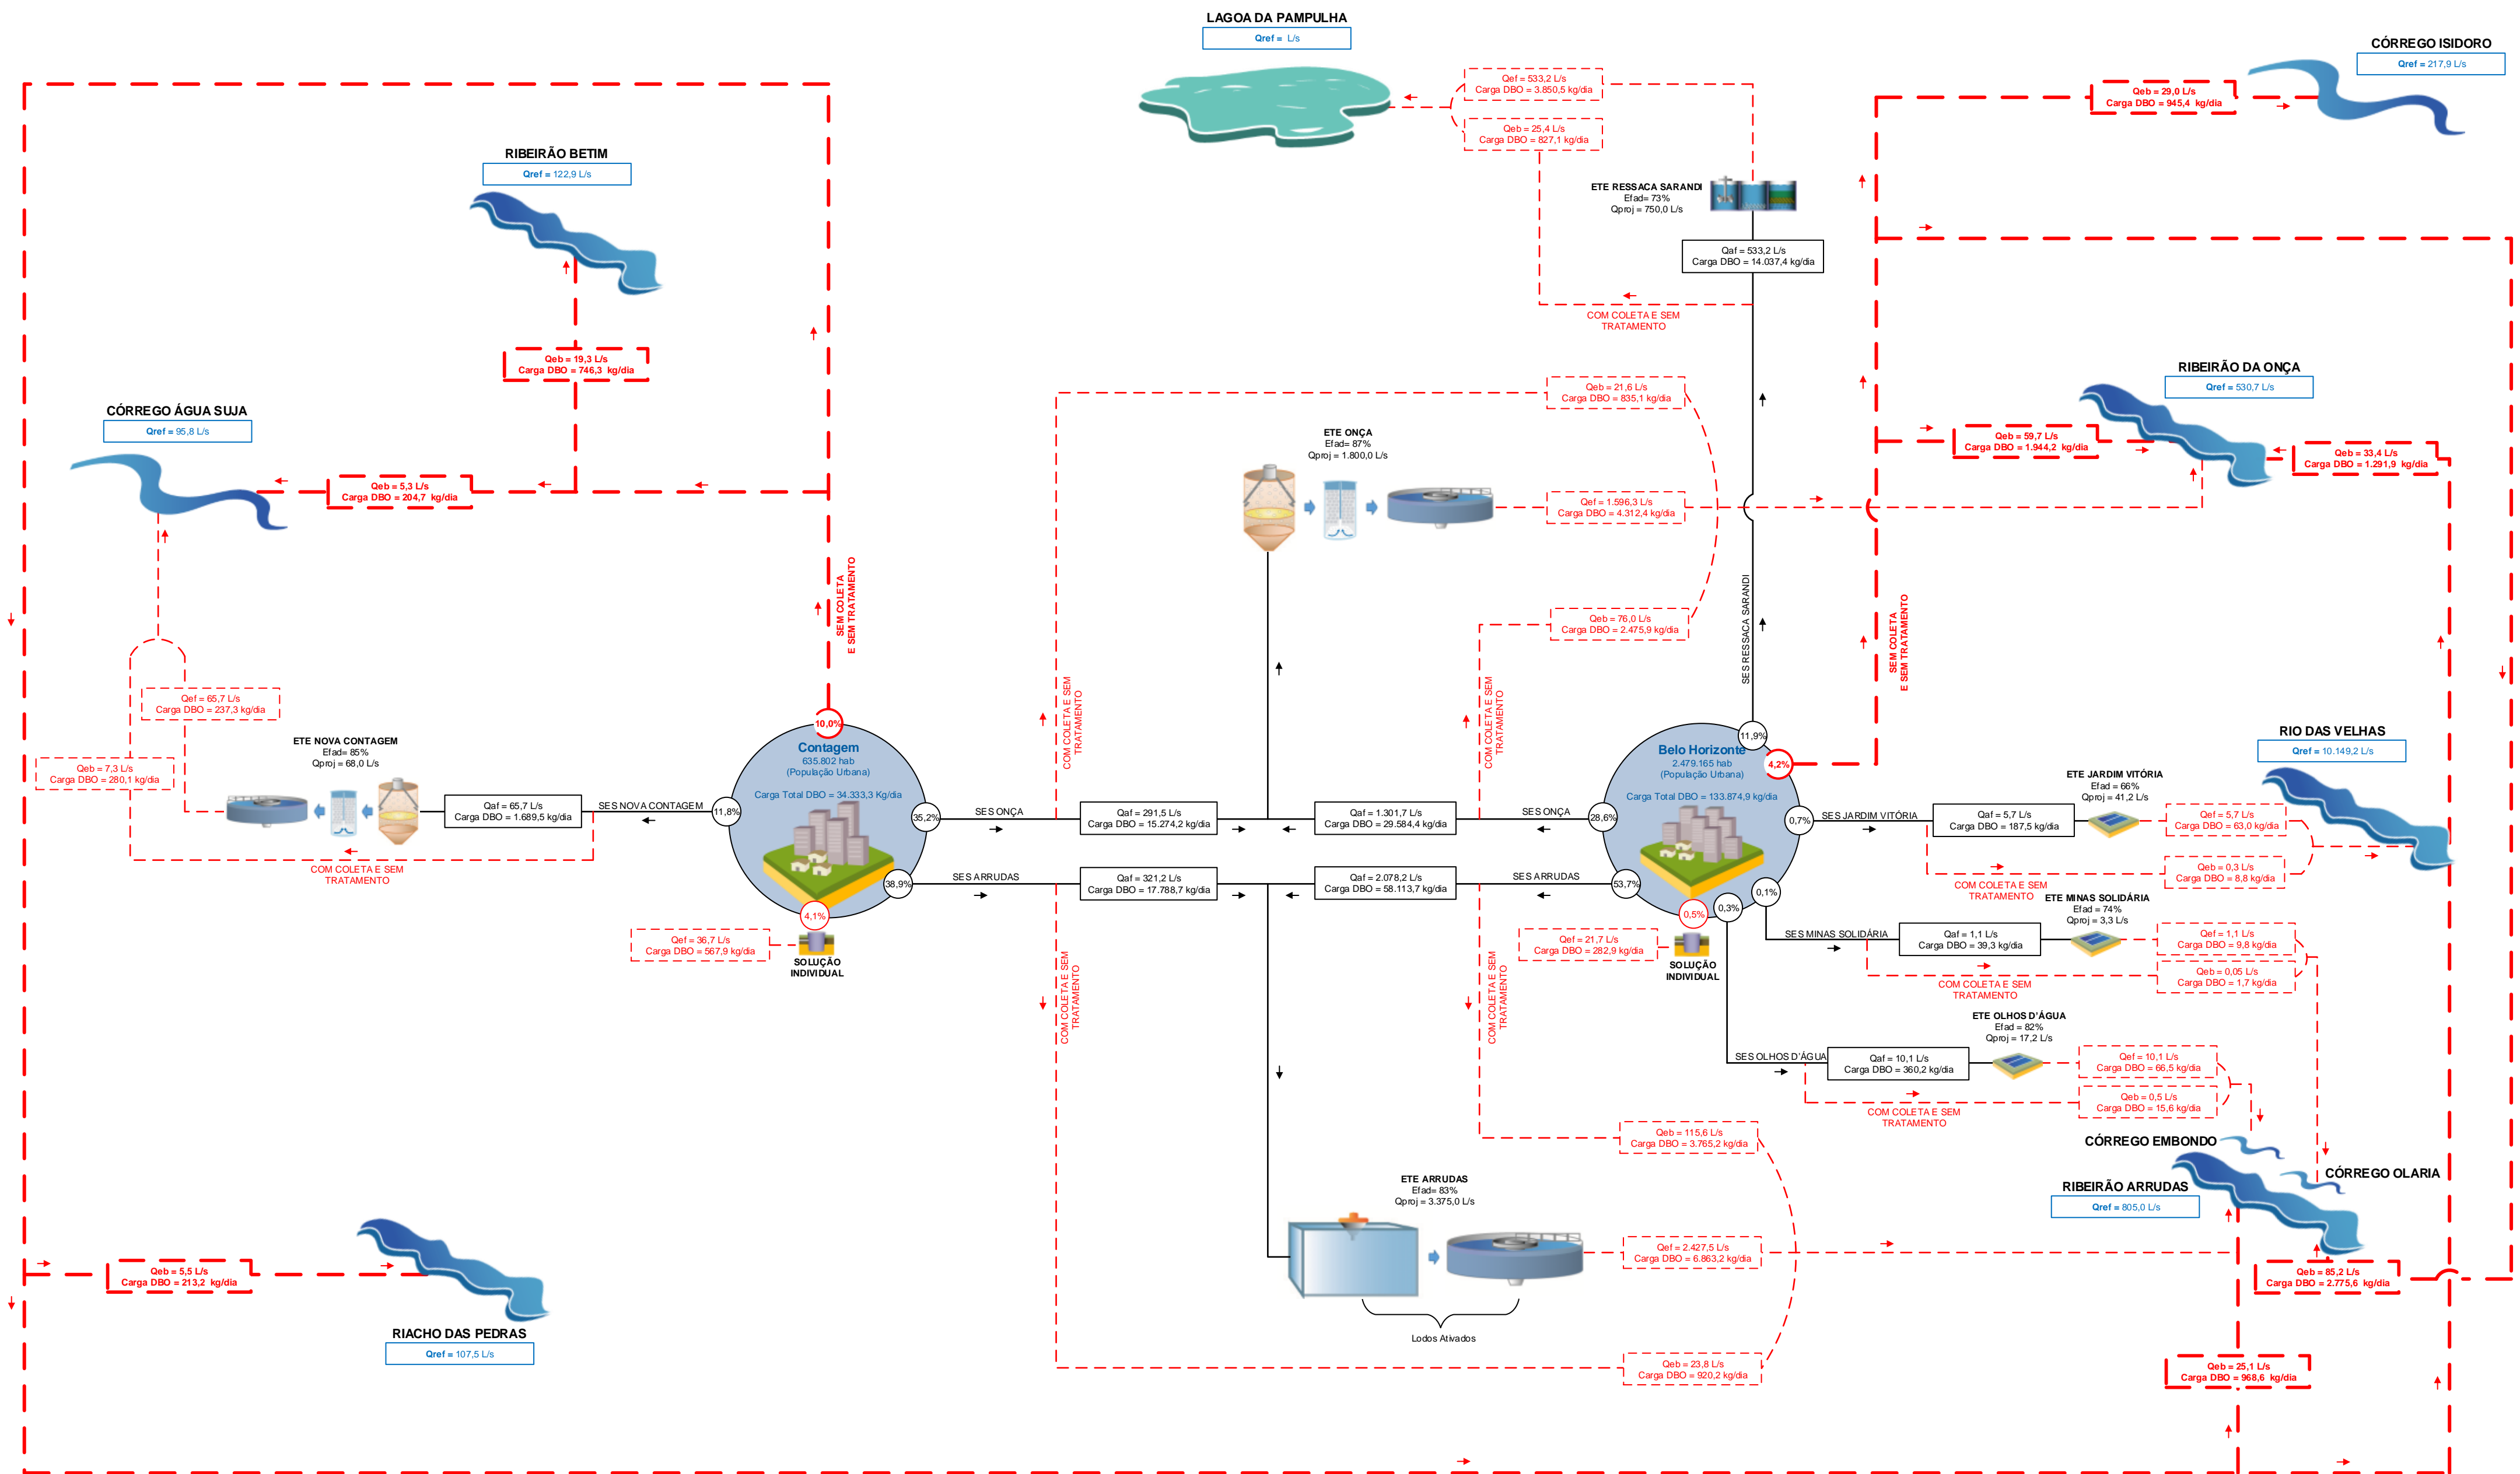 LAGOA DA PAMPULHA
Qref = L/s
CÓRREGO ISIDORO
Qref = 217,9 L/s
Qef = 533,2 L/s
Carga DBO = 3.850,5 kg/dia
Qeb = 25,4 L/s
Carga DBO = 827,1 kg/dia
Qeb = 29,0 L/s
Carga DBO = 945,4 kg/dia
RIBEIRÃO BETIM
Qref = 122,9 L/s
ETE RESSACA SARANDI
Efad= 73%
Qproj = 750,0 L/s
Qaf = 533,2 L/s
Carga DBO = 14.037,4 kg/dia
COM COLETA E SEM
TRATAMENTO
Qeb = 19,3 L/s
Carga DBO = 746,3 kg/dia
CÓRREGO ÁGUA SUJA
Qref = 95,8 L/s
Qeb = 5,3 L/s
Carga DBO = 204,7 kg/dia
Qeb = 21,6 L/s
Carga DBO = 835,1 kg/dia
ETE ONÇA
Efad= 87%
Qproj = 1.800,0 L/s
Qef = 1.596,3 L/s
Carga DBO = 4.312,4 kg/dia
Qeb = 76,0 L/s
Carga DBO = 2.475,9 kg/dia
RIBEIRÃO DA ONÇA
Qref = 530,7 L/s
Qeb = 59,7 L/s
Carga DBO = 1.944,2 kg/dia
Qeb = 33,4 L/s
Carga DBO = 1.291,9 kg/dia
SEM COLETA
E SEM TRATAMENTO
SES RESSACA SARANDI
SEM COLETA
E SEM TRATAMENTO
Qef = 65,7 L/s
Carga DBO = 237,3 kg/dia
Qeb = 7,3 L/s
Carga DBO = 280,1 kg/dia
ETE NOVA CONTAGEM
Efad= 85%
Qproj = 68,0 L/s
Qaf = 65,7 L/s
Carga DBO = 1.689,5 kg/dia
SES NOVA CONTAGEM
COM COLETA E SEM
TRATAMENTO
10,0%
Contagem
635.802 hab
(População Urbana)
Carga Total DBO = 34.333,3 Kg/dia
11,8%
35,2%
38,9%
4,1%
Qef = 36,7 L/s
Carga DBO = 567,9 kg/dia
SOLUÇÃO
INDIVIDUAL
COM COLETA E SEM
TRATAMENTO
SES ONÇA
Qaf = 291,5 L/s
Carga DBO = 15.274,2 kg/dia
Qaf = 1.301,7 L/s
Carga DBO = 29.584,4 kg/dia
SES ONÇA
COM COLETA E SEM
TRATAMENTO
SES ARRUDAS
Qaf = 321,2 L/s
Carga DBO = 17.788,7 kg/dia
Qaf = 2.078,2 L/s
Carga DBO = 58.113,7 kg/dia
SES ARRUDAS
COM COLETA E SEM
TRATAMENTO
COM COLETA E SEM
TRATAMENTO
11,9%
4,2%
Belo Horizonte
2.479.165 hab
(População Urbana)
Carga Total DBO = 133.874,9 kg/dia
28,6%
0,7%
53,7%
0,1%
0,3%
0,5%
Qef = 21,7 L/s
Carga DBO = 282,9 kg/dia
SOLUÇÃO
INDIVIDUAL
RIO DAS VELHAS
Qref = 10.149,2 L/s
ETE JARDIM VITÓRIA
Efad = 66%
Qproj = 41,2 L/s
SES JARDIM VITÓRIA
Qaf = 5,7 L/s
Carga DBO = 187,5 kg/dia
Qef = 5,7 L/s
Carga DBO = 63,0 kg/dia
Qeb = 0,3 L/s
Carga DBO = 8,8 kg/dia
COM COLETA E SEM
TRATAMENTO
ETE MINAS SOLIDÁRIA
Efad = 74%
Qproj = 3,3 L/s
SES MINAS SOLIDÁRIA
Qaf = 1,1 L/s
Carga DBO = 39,3 kg/dia
Qef = 1,1 L/s
Carga DBO = 9,8 kg/dia
Qeb = 0,05 L/s
Carga DBO = 1,7 kg/dia
COM COLETA E SEM
TRATAMENTO
ETE OLHOS D'ÁGUA
Efad = 82%
Qproj = 17,2 L/s
SES OLHOS D'ÁGUA
Qaf = 10,1 L/s
Carga DBO = 360,2 kg/dia
Qef = 10,1 L/s
Carga DBO = 66,5 kg/dia
Qeb = 0,5 L/s
Carga DBO = 15,6 kg/dia
COM COLETA E SEM
TRATAMENTO
Qeb = 115,6 L/s
Carga DBO = 3.765,2 kg/dia
CÓRREGO EMBONDO
CÓRREGO OLARIA
RIBEIRÃO ARRUDAS
Qref = 805,0 L/s
ETE ARRUDAS
Efad= 83%
Qproj = 3.375,0 L/s
Qef = 2.427,5 L/s
Carga DBO = 6.863,2 kg/dia
Lodos Ativados
Qeb = 85,2 L/s
Carga DBO = 2.775,6 kg/dia
Qeb = 5,5 L/s
Carga DBO = 213,2 kg/dia
RIACHO DAS PEDRAS
Qref = 107,5 L/s
Qeb = 23,8 L/s
Carga DBO = 920,2 kg/dia
Qeb = 25,1 L/s
Carga DBO = 968,6 kg/dia